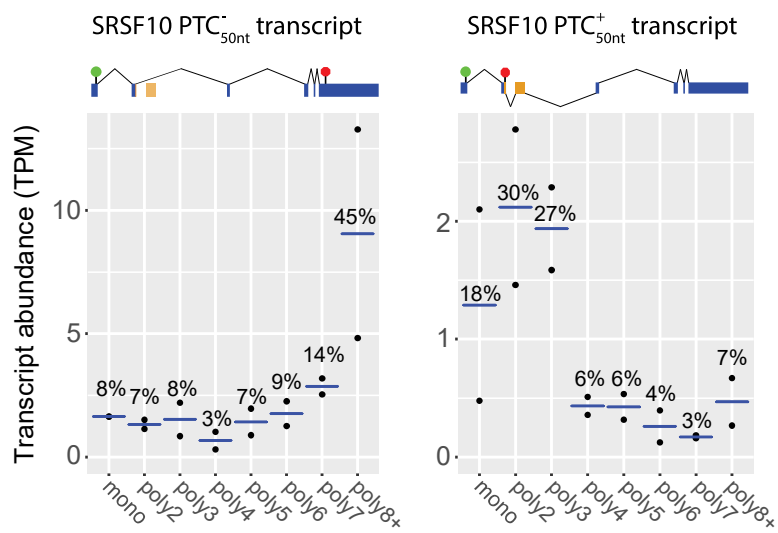 SRSF10 PTC⁻50nt transcript
SRSF10 PTC⁺50nt transcript
Transcript abundance (TPM)
10
5
0
8%
7%
8%
3%
7%
9%
14%
45%
mono
poly2
poly3
poly4
poly5
poly6
poly7
poly8+
2
1
0
18%
30%
27%
6%
6%
4%
3%
7%
mono
poly2
poly3
poly4
poly5
poly6
poly7
poly8+